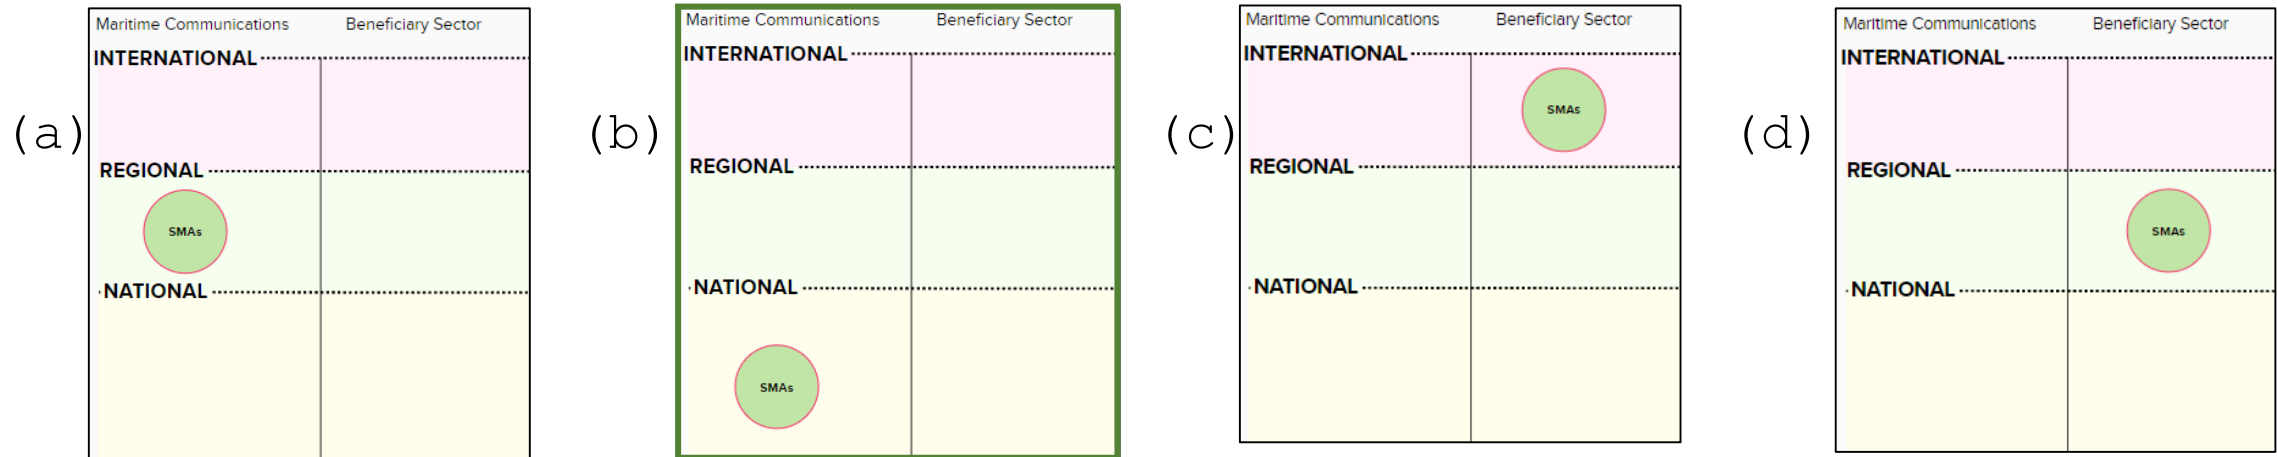 (a)
Maritime Communications Beneficiary Sector
INTERNATIONAL
REGIONAL
SMAs
NATIONAL
(b)
Maritime Communications Beneficiary Sector
INTERNATIONAL
REGIONAL
NATIONAL
SMAs
(c)
Maritime Communications Beneficiary Sector
INTERNATIONAL
SMAs
REGIONAL
NATIONAL
(d)
Maritime Communications Beneficiary Sector
INTERNATIONAL
REGIONAL
SMAs
NATIONAL